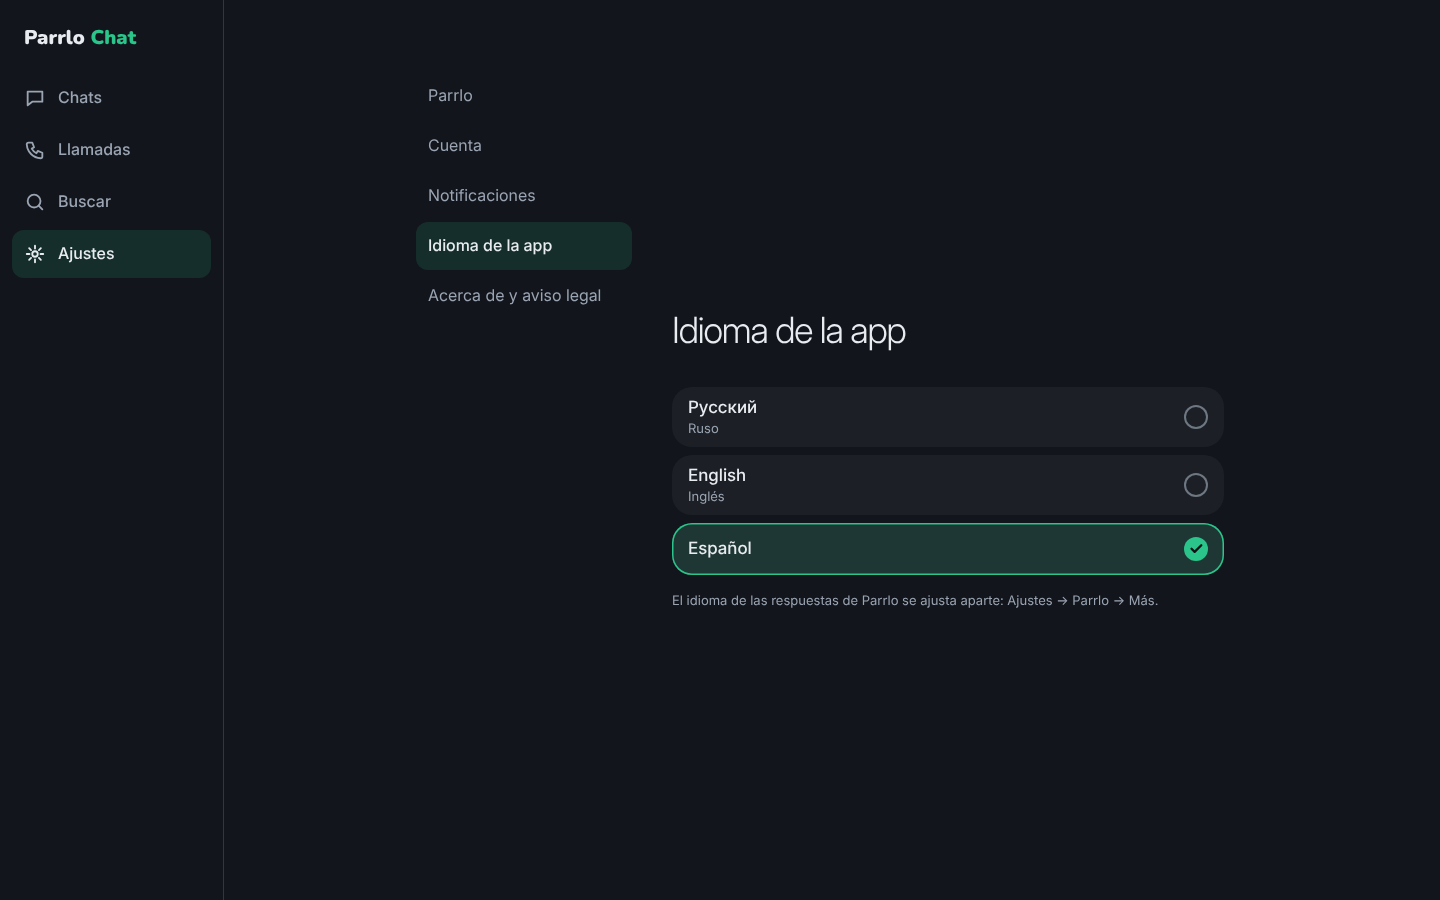 Parrlo Chat
Chats
Llamadas
Buscar
Ajustes
Parrlo
Cuenta
Notificaciones
Idioma de la app
Acerca de y aviso legal
Idioma de la app
Русский
Ruso
English
Inglés
Español
El idioma de las respuestas de Parrlo se ajusta aparte: Ajustes → Parrlo → Más.